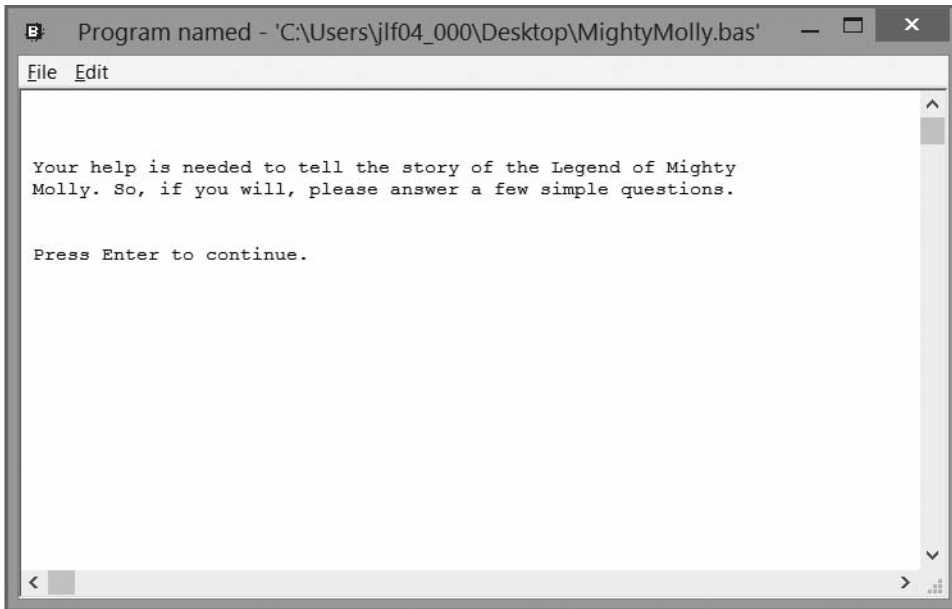 Program named - 'C:\Users\jlf04_000\Desktop\MightyMolly.bas'
File Edit
Your help is needed to tell the story of the Legend of Mighty
Molly. So, if you will, please answer a few simple questions.
Press Enter to continue.